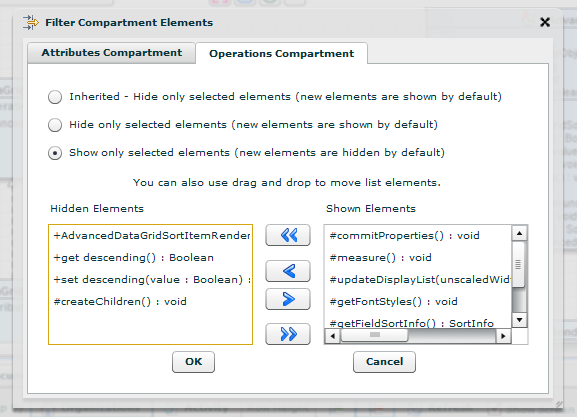 Filter Compartment Elements
Attributes Compartment
Operations Compartment
Inherited - Hide only selected elements (new elements are shown by default)
Hide only selected elements (new elements are shown by default)
Show only selected elements (new elements are hidden by default)
You can also use drag and drop to move list elements.
Hidden Elements
Shown Elements
+AdvancedDataGridSortItemRender
+get descending() : Boolean
+set descending(value : Boolean) :
#createChildren() : void
#commitProperties() : void
#measure() : void
#updateDisplayList(unscaledWid
#getFontStyles() : void
#getFieldSortInfo() : SortInfo
OK
Cancel